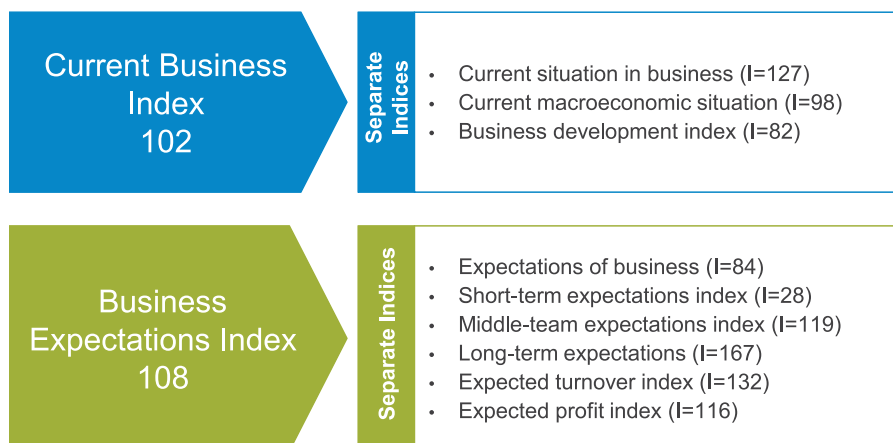 Current Business
Index
102
Separate
Indices
• Current situation in business (I=127)
• Current macroeconomic situation (I=98)
• Business development index (I=82)
Business
Expectations Index
108
Separate Indices
• Expectations of business (I=84)
• Short-term expectations index (I=28)
• Middle-team expectations index (I=119)
• Long-term expectations (I=167)
• Expected turnover index (I=132)
• Expected profit index (I=116)